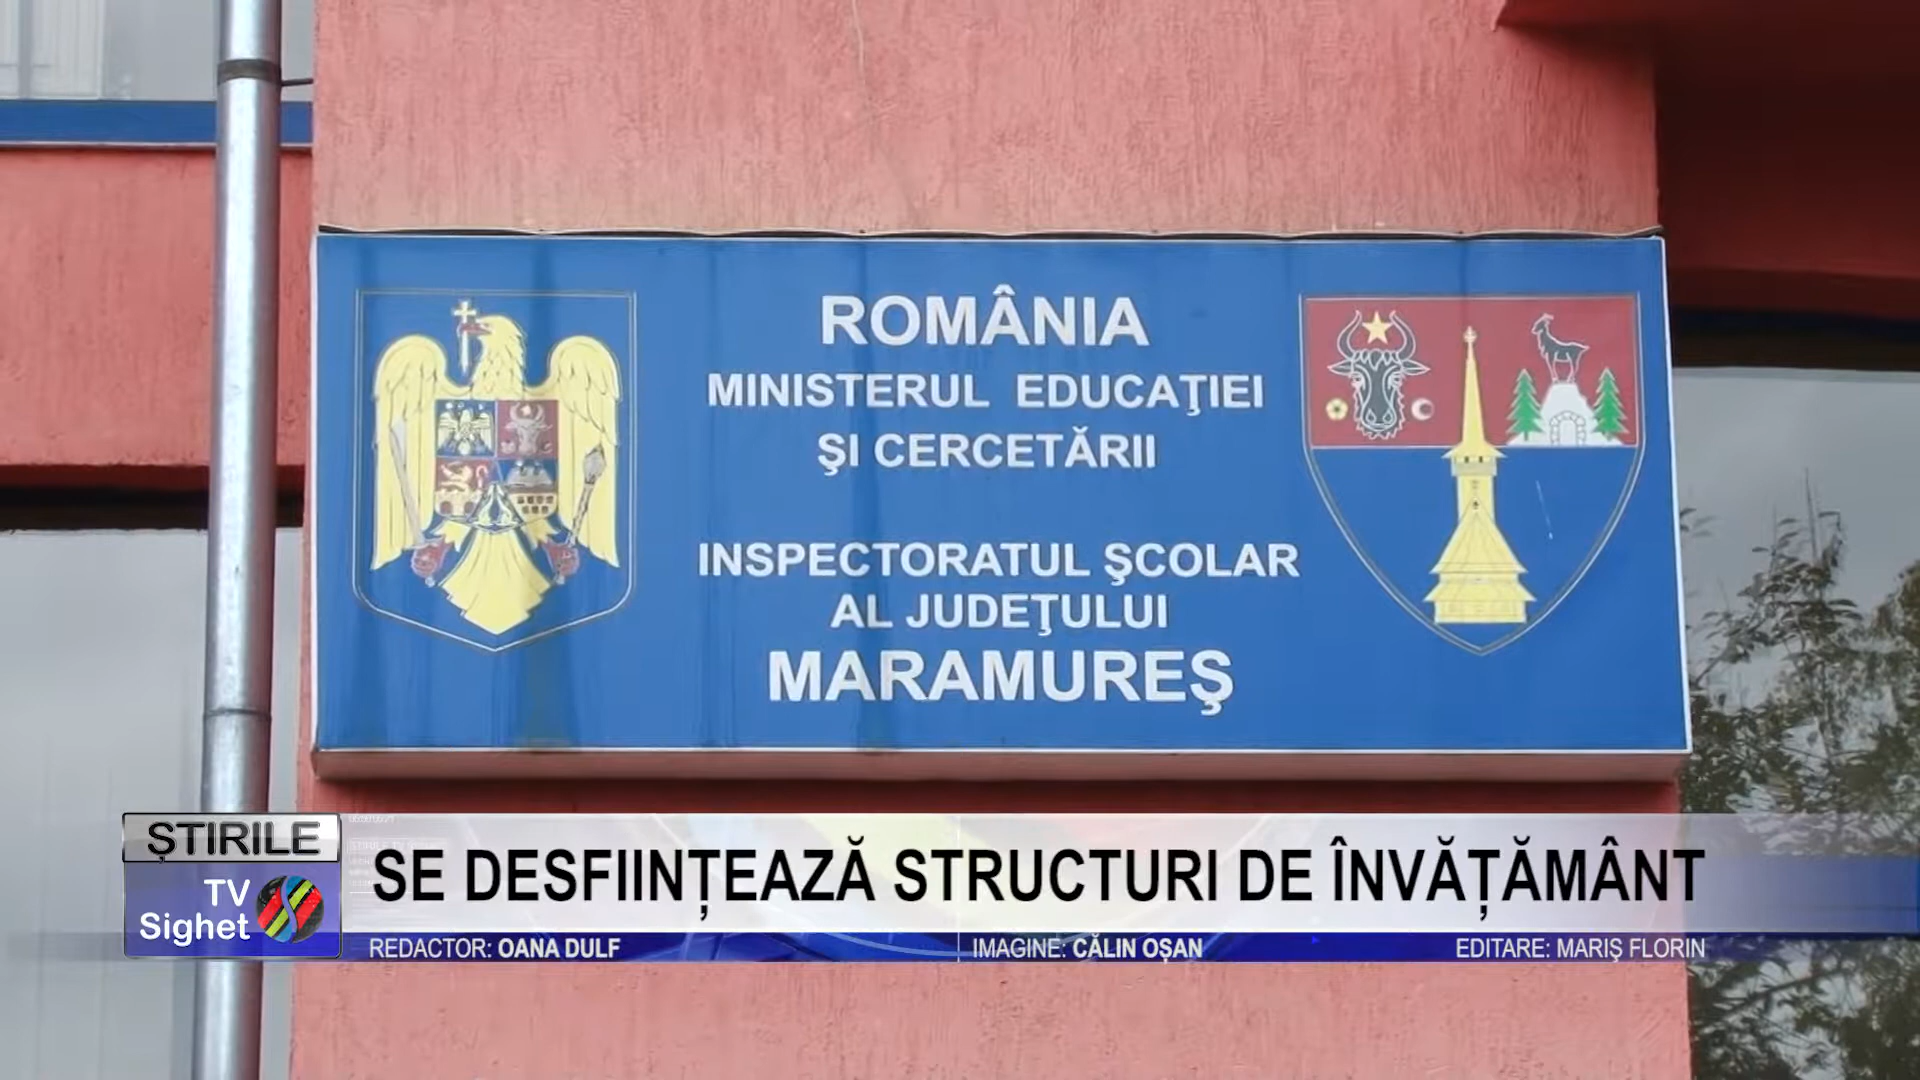 ROMÂNIA
MINISTERUL EDUCAŢIEI
ŞI CERCETĂRII
INSPECTORATUL ŞCOLAR
AL JUDEŢULUI
MARAMUREŞ
ȘTIRILE
TV
Sighet
SE DESFIINȚEAZĂ STRUCTURI DE ÎNVĂȚĂMÂNT
REDACTOR: OANA DULF IMAGINE: CĂLIN OȘAN EDITARE: MARIŞ FLORIN